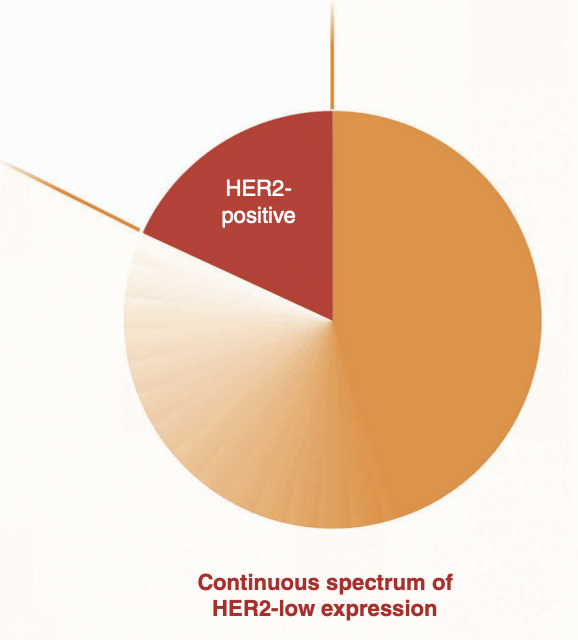 HER2-
positive
Continuous spectrum of
HER2-low expression